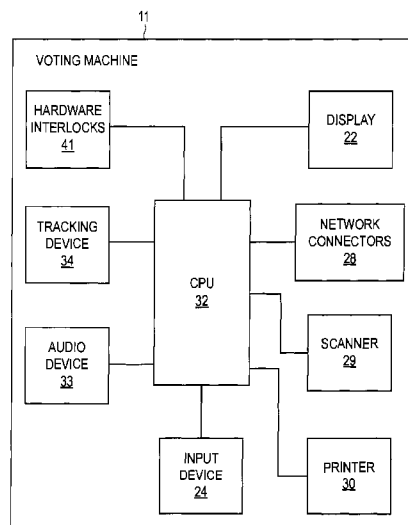 11
VOTING MACHINE
HARDWARE
INTERLOCKS
41
DISPLAY
22
TRACKING
DEVICE
34
CPU
32
NETWORK
CONNECTORS
28
AUDIO
DEVICE
33
SCANNER
29
INPUT
DEVICE
24
PRINTER
30